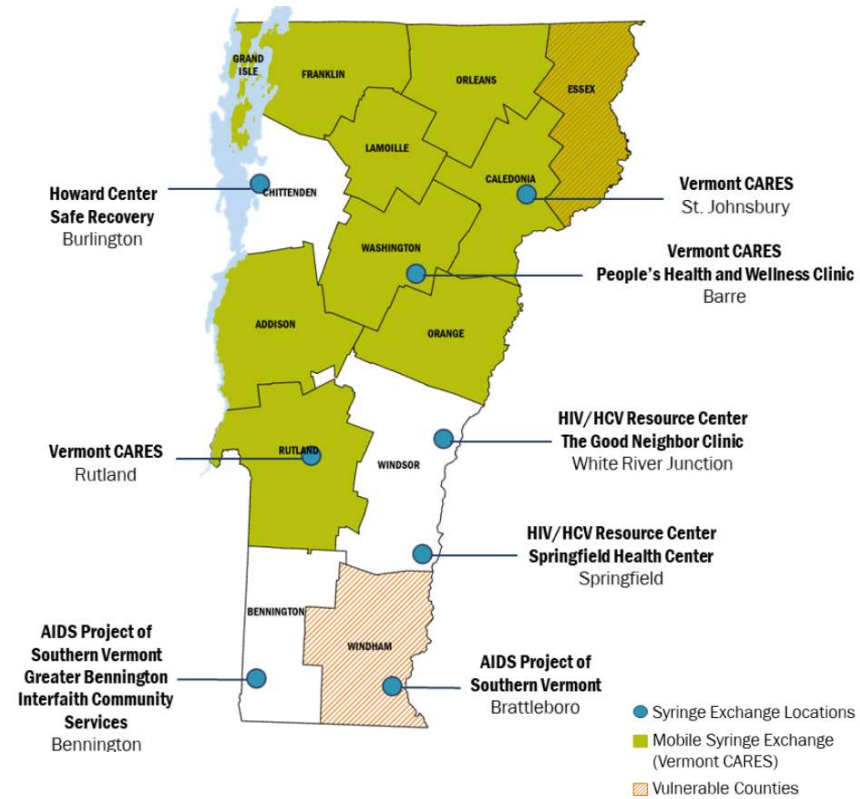 GRAND
ISLE
FRANKLIN
ORLEANS
ESSEX
LAMOILLE
CALEDONIA
CHITTENDEN
WASHINGTON
ADDISON
ORANGE
RUTLAND
WINDSOR
BENNINGTON
WINDHAM
Howard Center
Safe Recovery
Burlington
Vermont CARES
St. Johnsbury
Vermont CARES
People's Health and Wellness Clinic
Barre
Vermont CARES
Rutland
HIV/HCV Resource Center
The Good Neighbor Clinic
White River Junction
HIV/HCV Resource Center
Springfield Health Center
Springfield
AIDS Project of
Southern Vermont
Greater Bennington
Interfaith Community
Services
Bennington
AIDS Project of
Southern Vermont
Brattleboro
Syringe Exchange Locations
Mobile Syringe Exchange
(Vermont CARES)
Vulnerable Counties